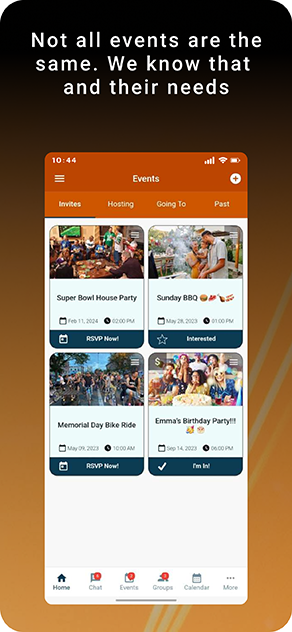 Not all events are the
same. We know that
and their needs
10:44
Events
Invites Hosting Going To Past
Super Bowl House Party
Feb 11, 2024 02:00 PM
RSVP Now!
Sunday BBQ
May 28, 2023 01:00 PM
Interested
Memorial Day Bike Ride
May 09, 2023 10:00 AM
RSVP Now!
$
Emma's Birthday Party!!!
Sep 14, 2023 06:00 PM
I'm In!
Home Chat Events Groups Calendar More